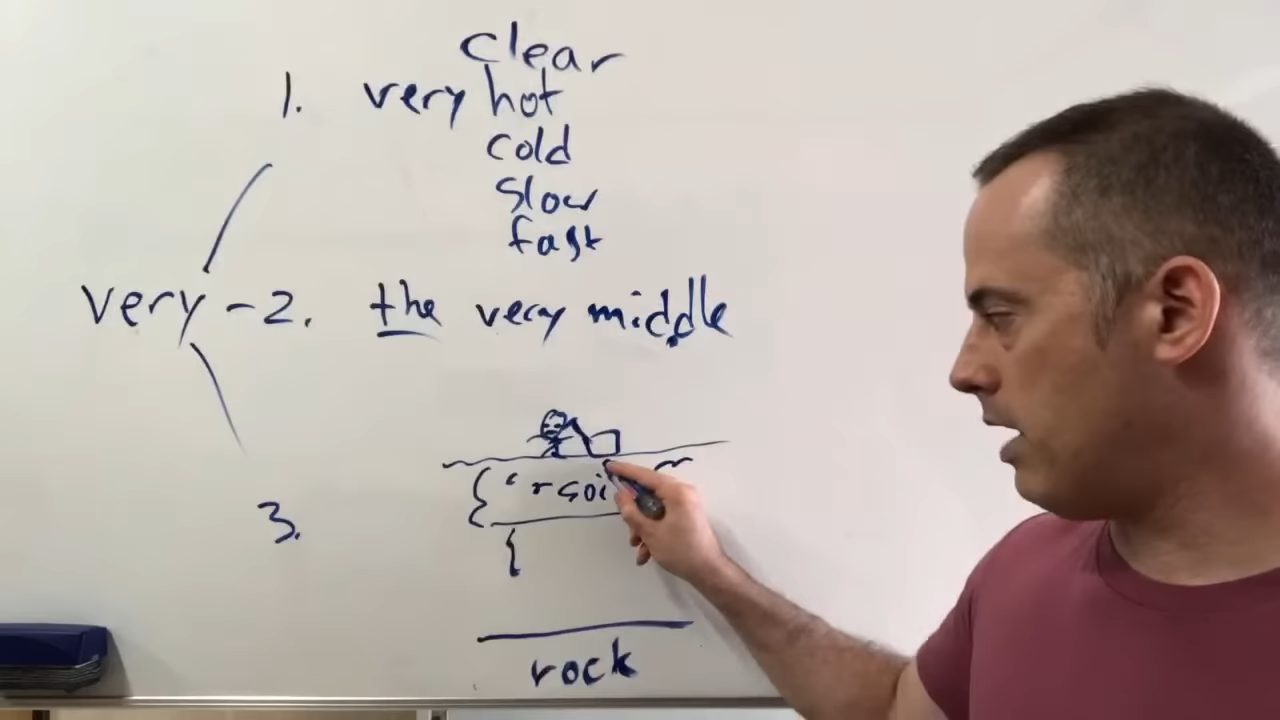 clear
1. very hot
cold
slow
fast
very - 2. the very middle
3.
rock